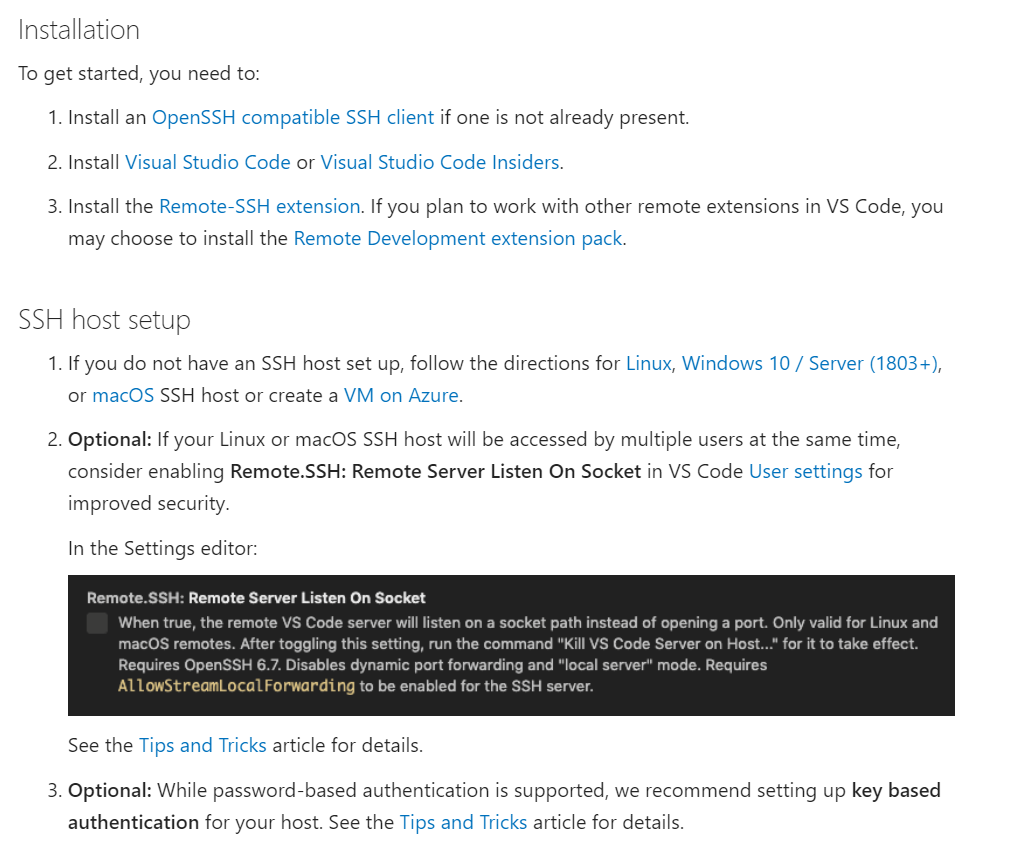 Installation
To get started, you need to:
1. Install an OpenSSH compatible SSH client if one is not already present.
2. Install Visual Studio Code or Visual Studio Code Insiders.
3. Install the Remote-SSH extension. If you plan to work with other remote extensions in VS Code, you
may choose to install the Remote Development extension pack.
SSH host setup
1. If you do not have an SSH host set up, follow the directions for Linux, Windows 10 / Server (1803+),
or macOS SSH host or create a VM on Azure.
2. Optional: If your Linux or macOS SSH host will be accessed by multiple users at the same time,
consider enabling Remote.SSH: Remote Server Listen On Socket in VS Code User settings for
improved security.
In the Settings editor:
Remote.SSH: Remote Server Listen On Socket
When true, the remote VS Code server will listen on a socket path instead of opening a port. Only valid for Linux and
macOS remotes. After toggling this setting, run the command "Kill VS Code Server on Host..." for it to take effect.
Requires OpenSSH 6.7. Disables dynamic port forwarding and "local server" mode. Requires
AllowStreamLocalForwarding to be enabled for the SSH server.
See the Tips and Tricks article for details.
3. Optional: While password-based authentication is supported, we recommend setting up key based
authentication for your host. See the Tips and Tricks article for details.